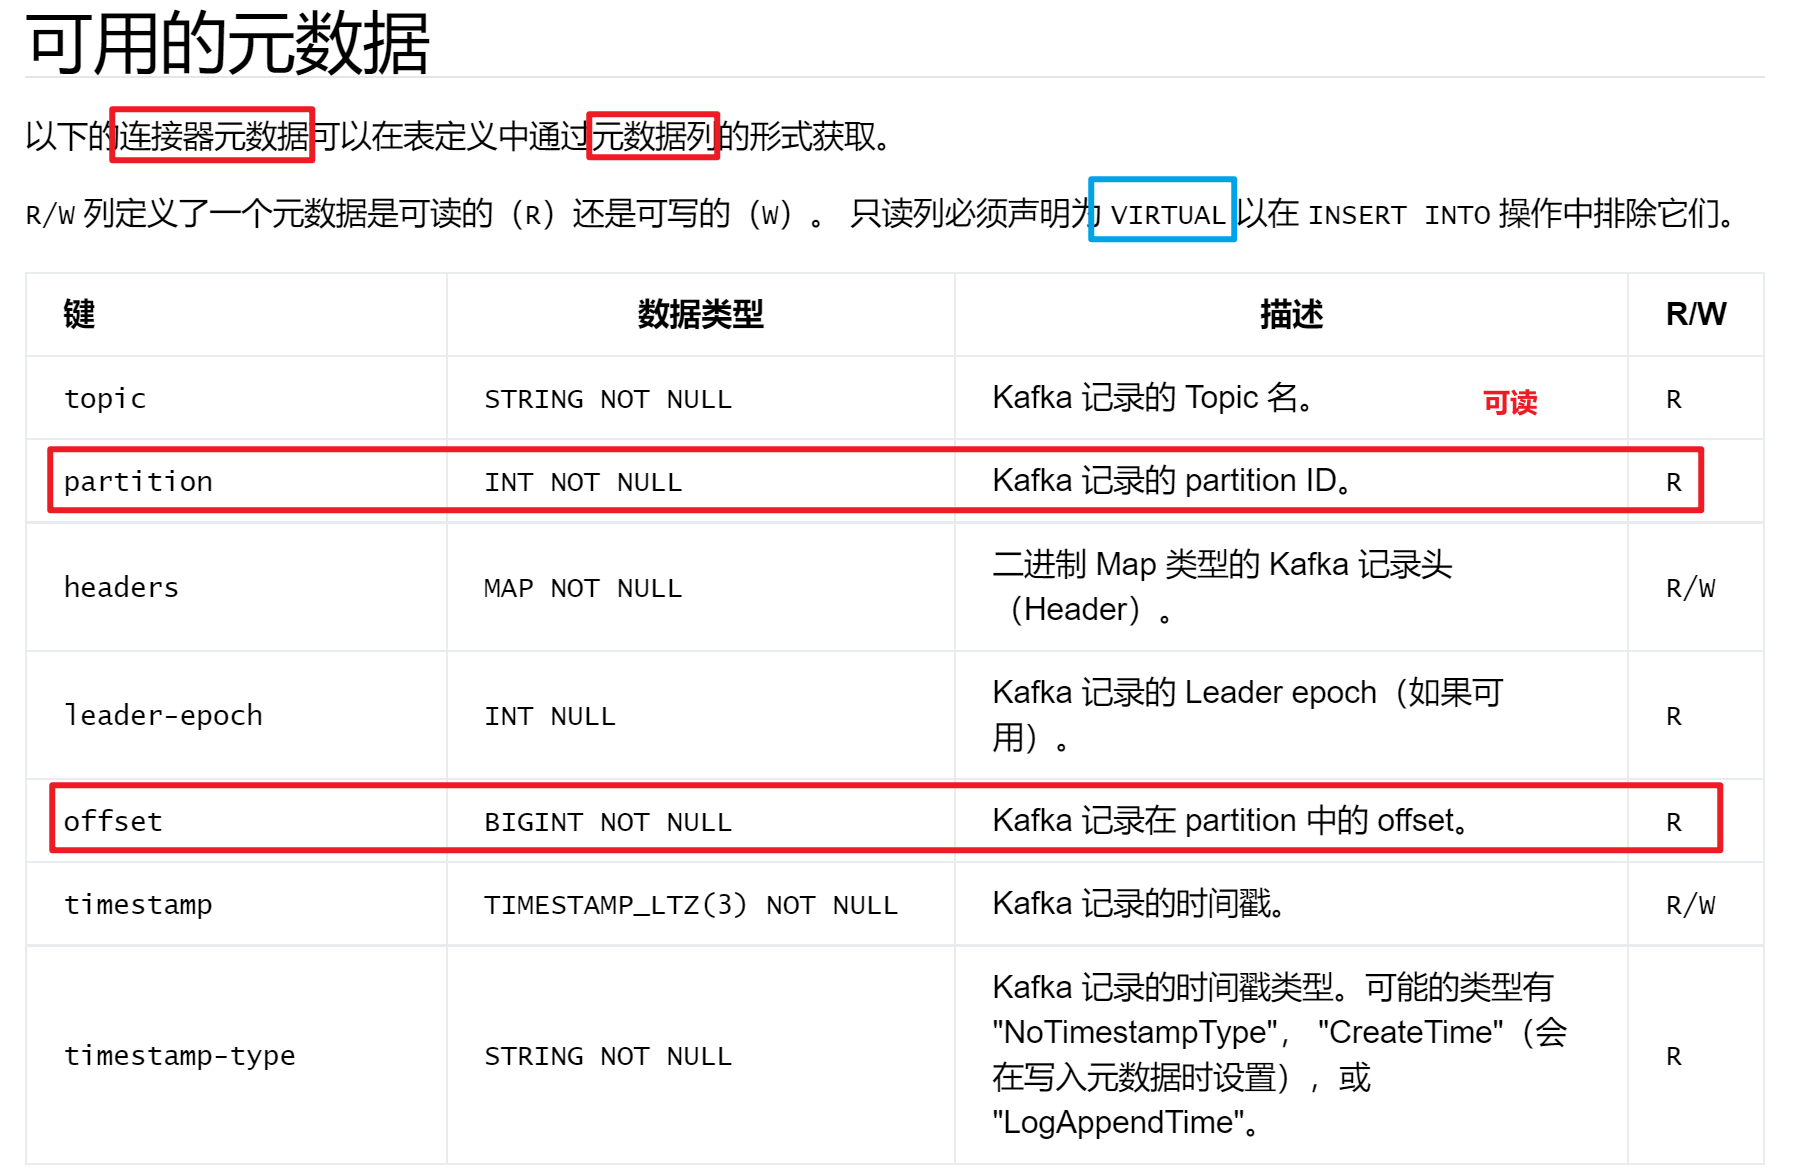 可用的元数据
以下的连接器元数据可以在表定义中通过元数据列的形式获取。
R/W 列定义了一个元数据是可读的（R）还是可写的（W）。 只读列必须声明为 VIRTUAL 以在 INSERT INTO 操作中排除它们。
键 数据类型 描述 R/W
topic STRING NOT NULL Kafka 记录的 Topic 名。 可读 R
partition INT NOT NULL Kafka 记录的 partition ID。 R
headers MAP NOT NULL 二进制 Map 类型的 Kafka 记录头
（Header）。 R/W
leader-epoch INT NULL Kafka 记录的 Leader epoch（如果可
用）。 R
offset BIGINT NOT NULL Kafka 记录在 partition 中的 offset。 R
timestamp TIMESTAMP_LTZ(3) NOT NULL Kafka 记录的时间戳。 R/W
timestamp-type STRING NOT NULL Kafka 记录的时间戳类型。可能的类型有
"NoTimestampType"， "CreateTime"（会
在写入元数据时设置），或
"LogAppendTime"。 R